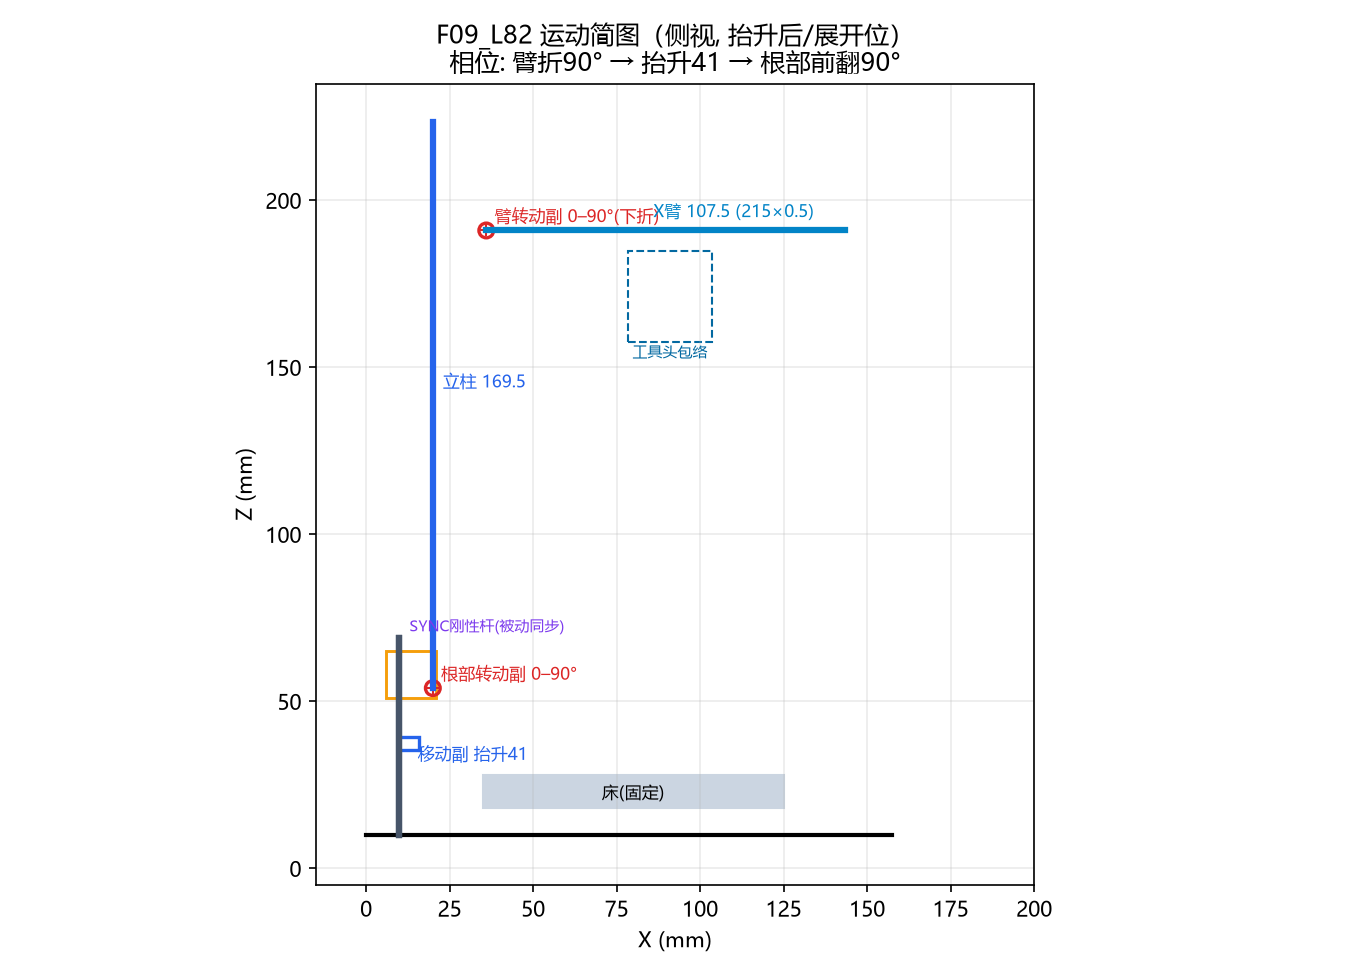 F09_L82 运动简图（侧视, 抬升后/展开位）
相位: 臂折90° → 抬升41 → 根部前翻90°
臂转动副 0–90°(下折)
X臂 107.5 (215×0.5)
工具头包络
立柱 169.5
SYNC刚性杆(被动同步)
根部转动副 0–90°
移动副 抬升41
床(固定)
Z (mm)
200
150
100
50
0
0 25 50 75 100 125 150 175 200
X (mm)